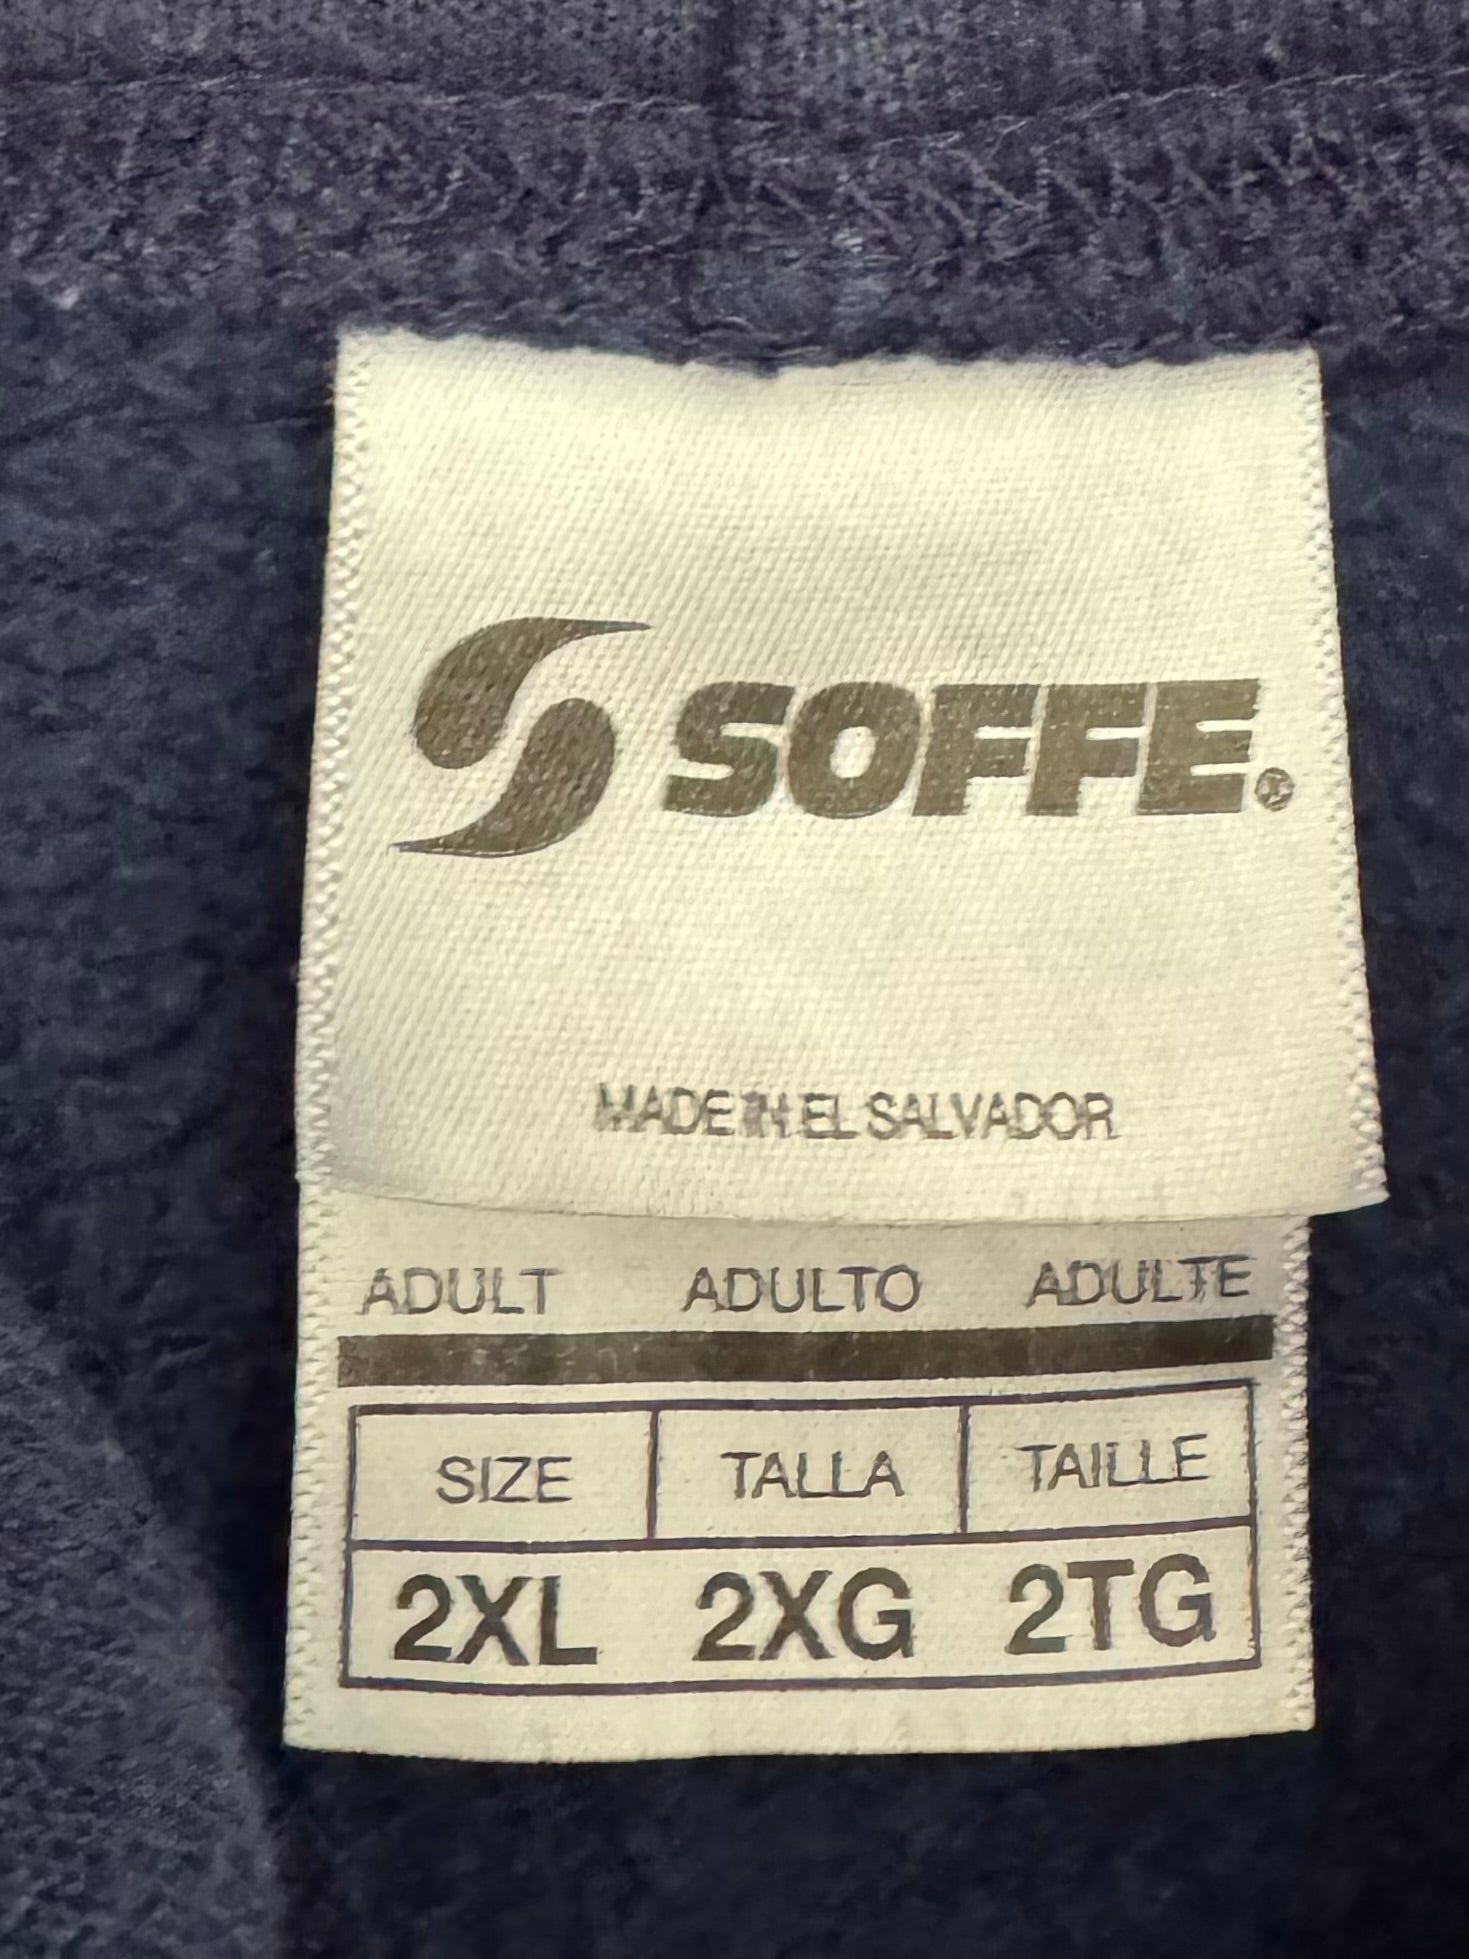 SOFFE®
MADE IN EL SALVADOR
ADULT ADULTO ADULTE
SIZE TALLA TAILLE
2XL 2XG 2TG